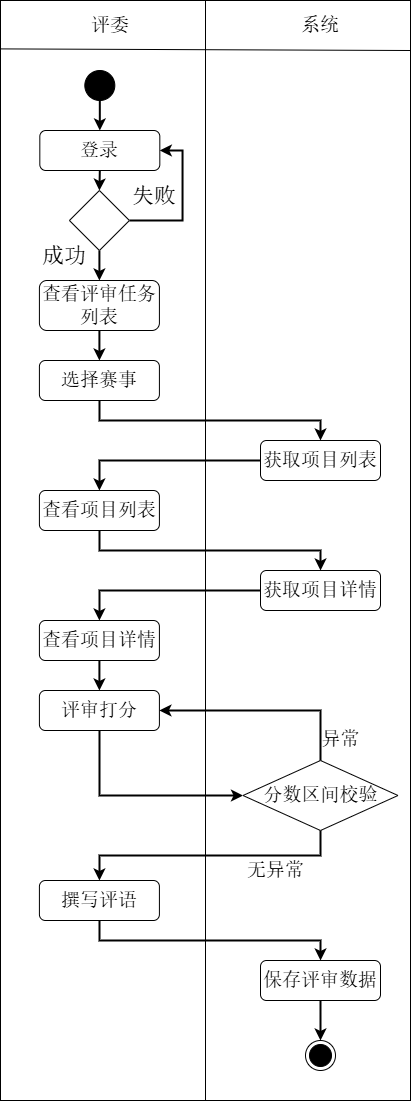 评委
系统
登录
失败
成功
查看评审任务
列表
选择赛事
获取项目列表
查看项目列表
获取项目详情
查看项目详情
评审打分
异常
分数区间校验
无异常
撰写评语
保存评审数据